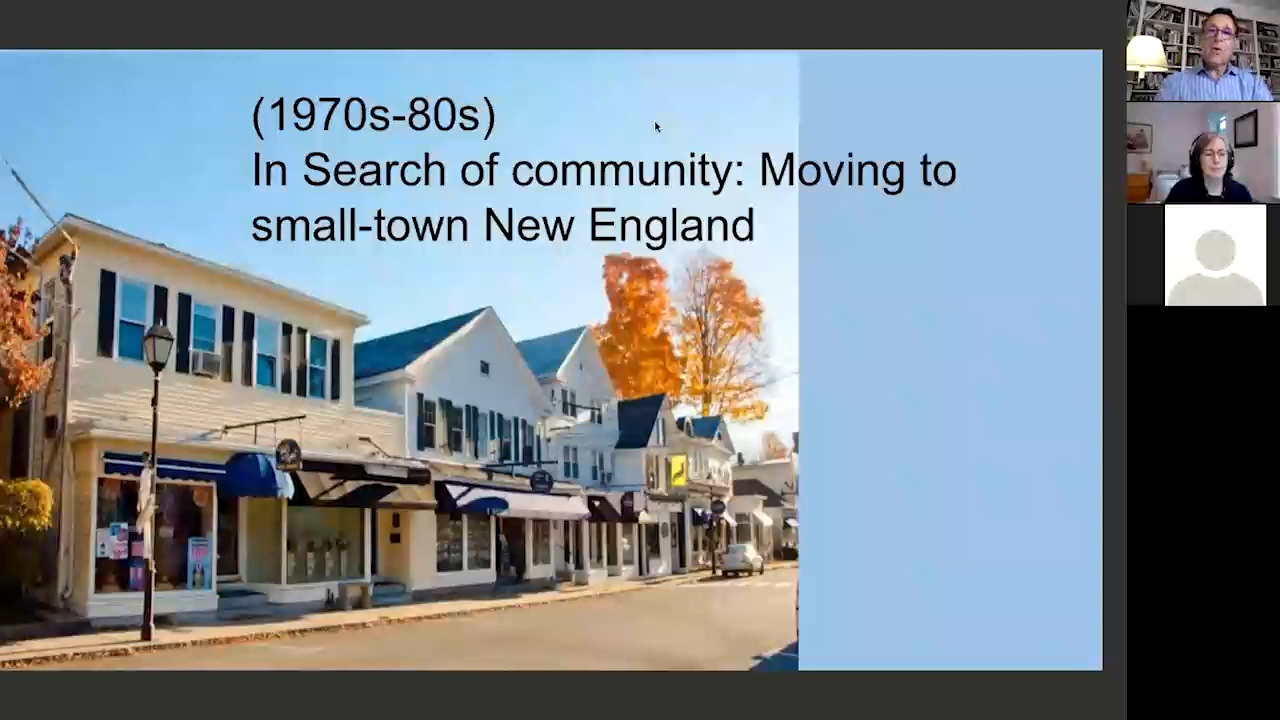 (1970s-80s)
In Search of community: Moving to
small-town New England